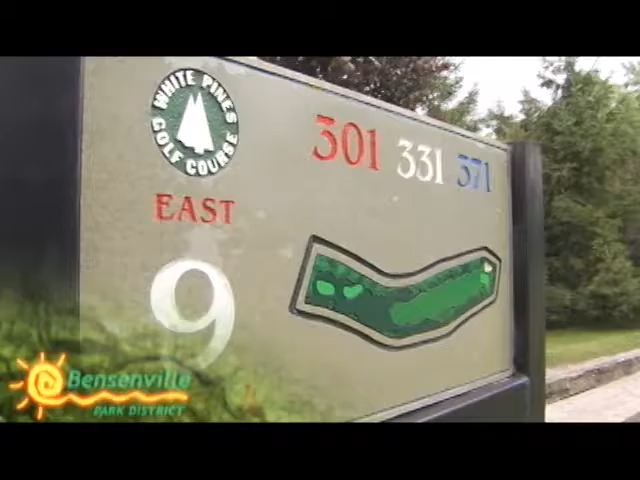 WHITE PINES
GOLF COURSE
301 331 371
EAST
9
Bensenville
PARK DISTRICT